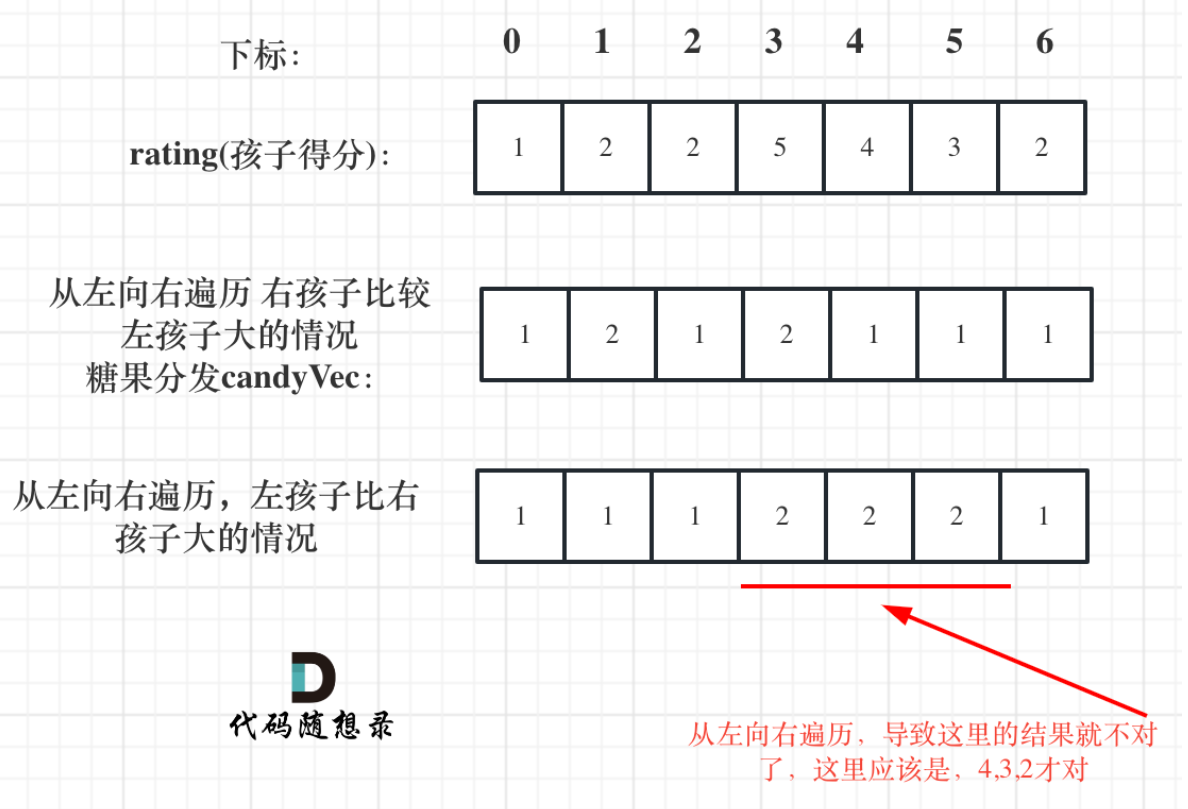 下标： 0 1 2 3 4 5 6
rating(孩子得分)： 1 2 2 5 4 3 2
从左向右遍历 右孩子比较
左孩子大的情况
糖果分发candyVec：
1 2 1 2 1 1 1
从左向右遍历，左孩子比右
孩子大的情况
1 1 1 2 2 2 1
代码随想录
从左向右遍历，导致这里的结果就不对
了，这里应该是，4,3,2才对